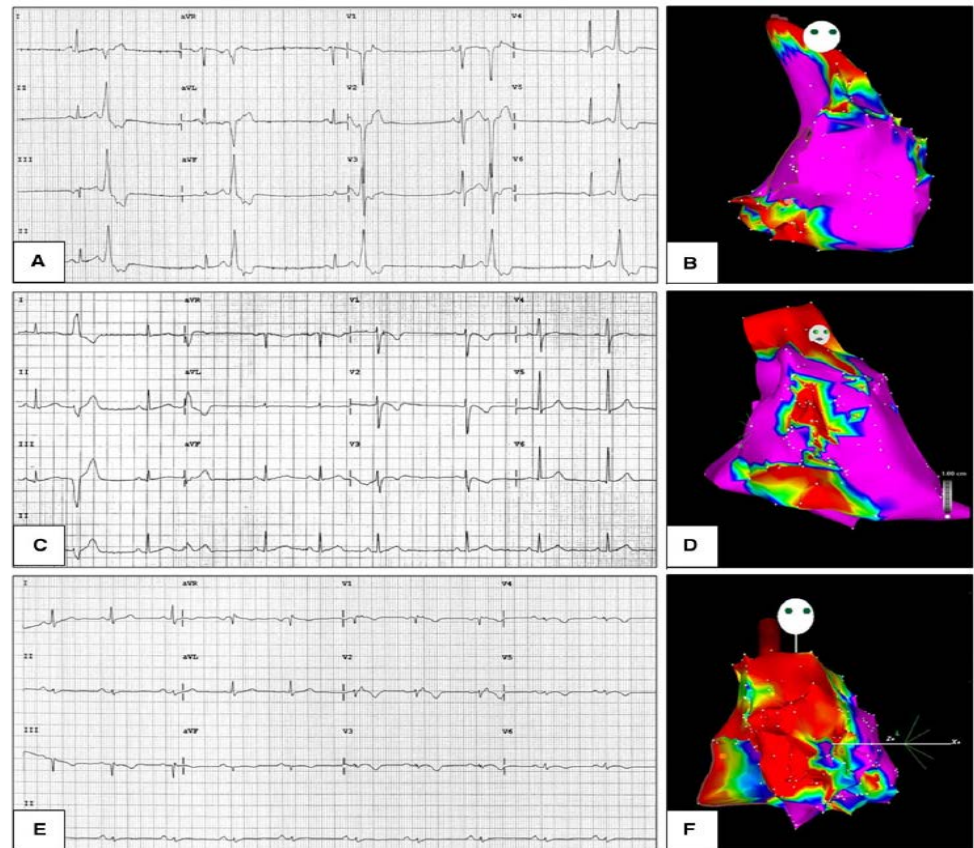 I aVR V1 V4
II aVL V2 V5
III aVF V3 V6
II
A
B
I aVR V1 V4
II aVL V2 V5
III aVF V3 V6
II
C
1.00 cm
D
I aVR V1 V4
II aVL V2 V5
III aVF V3 V6
II
E
F